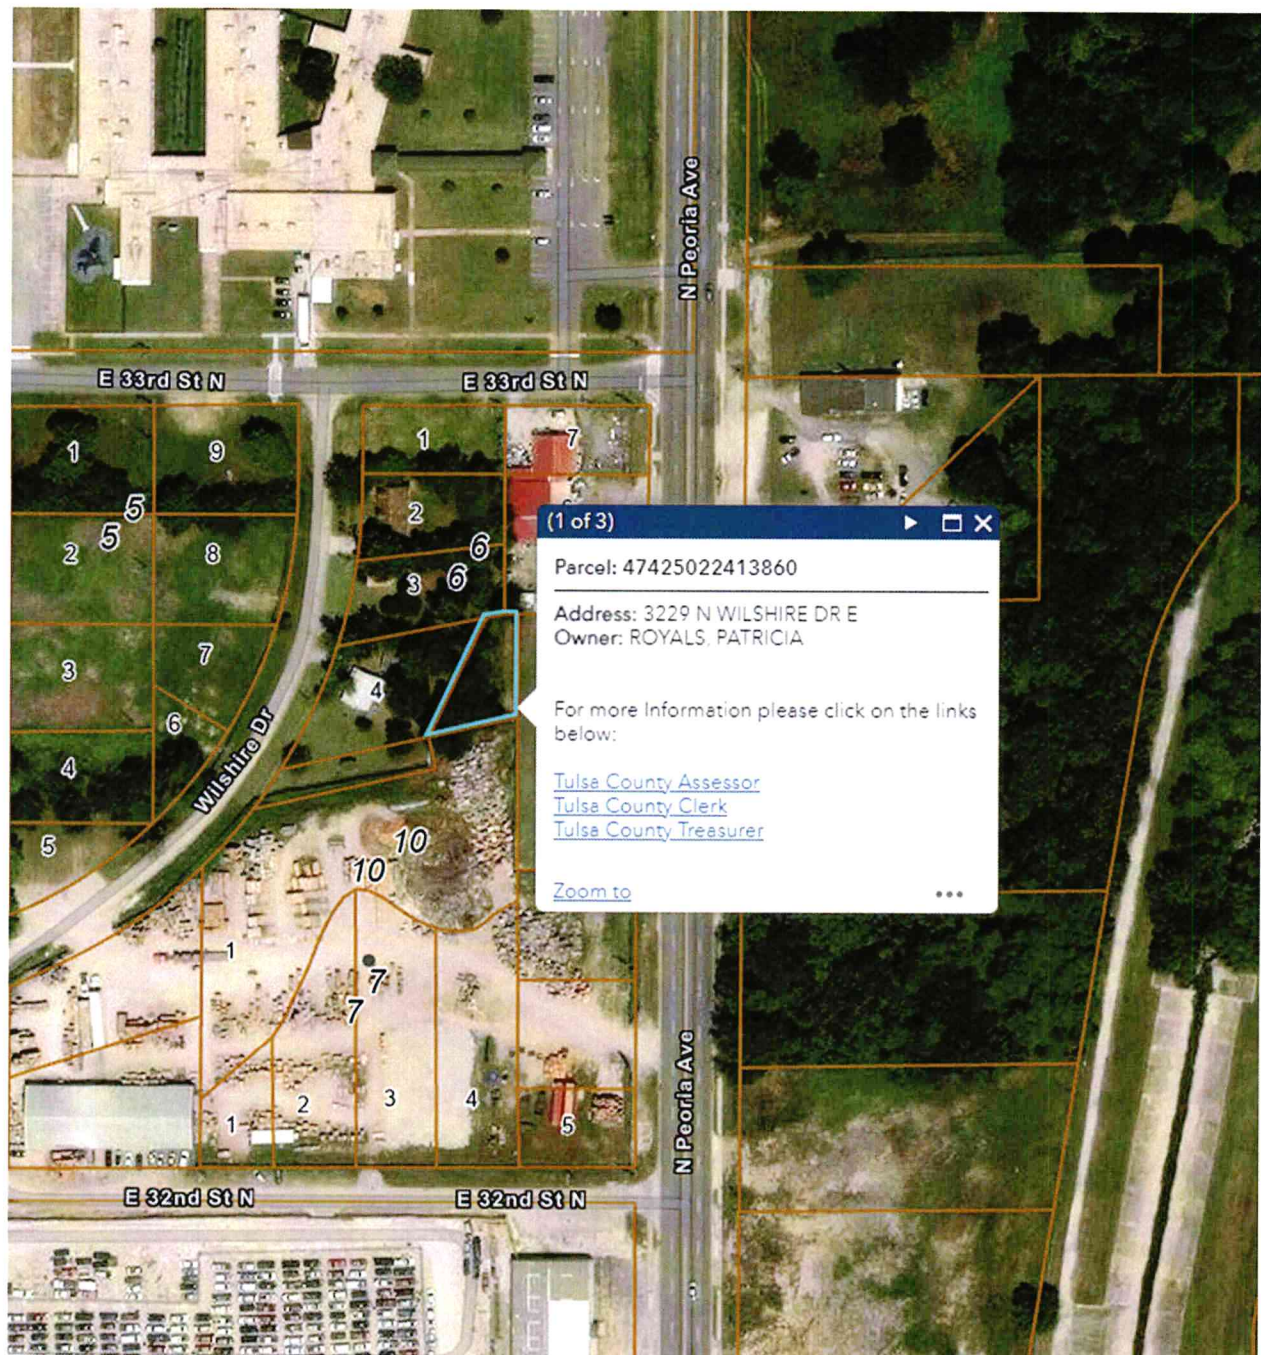 N Peoria Ave
E 33rd St N
E 33rd St N
1
9
1
7
5
5
2
6
6
2
8
3
(1 of 3)
Parcel: 47425022413860
Address: 3229 N WILSHIRE DR E
Owner: ROYALS, PATRICIA
For more Information please click on the links
below:
Tulsa County Assessor
Tulsa County Clerk
Tulsa County Treasurer
Zoom to
3
7
4
6
4
Wilshire Dr
5
10
10
1
7
7
1
2
3
4
5
N Peoria Ave
E 32nd St N
E 32nd St N